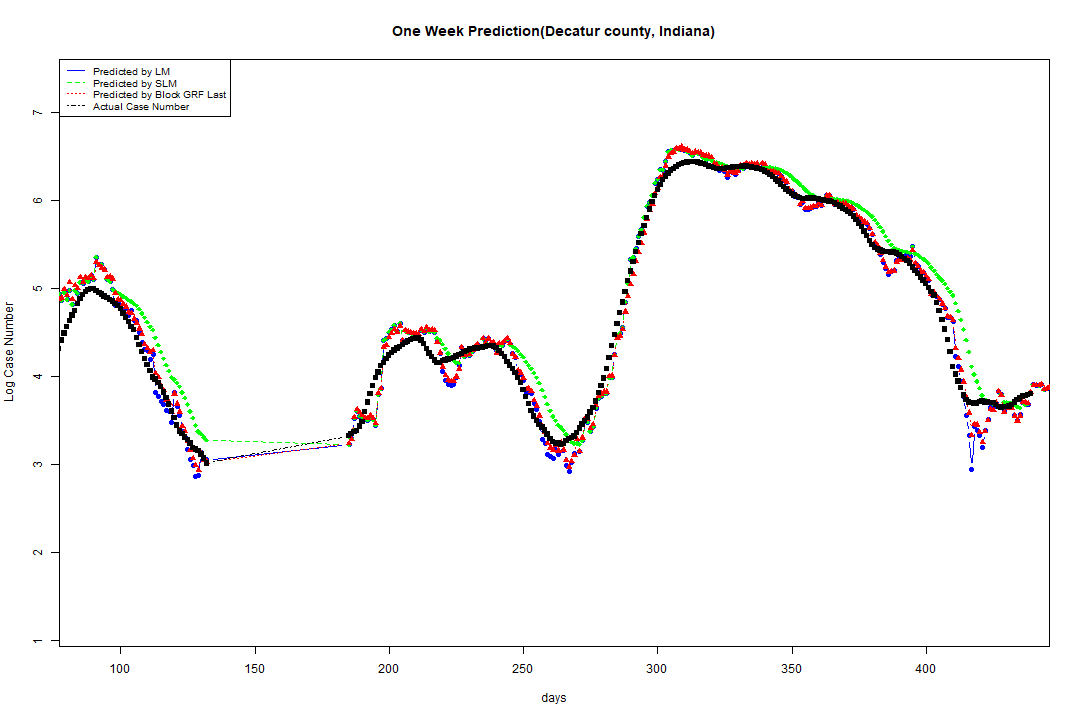 One Week Prediction(Decatur county, Indiana)
Predicted by LM
Predicted by SLM
Predicted by Block GRF Last
Actual Case Number
Log Case Number
7
6
5
4
3
2
1
100 150 200 250 300 350 400
days